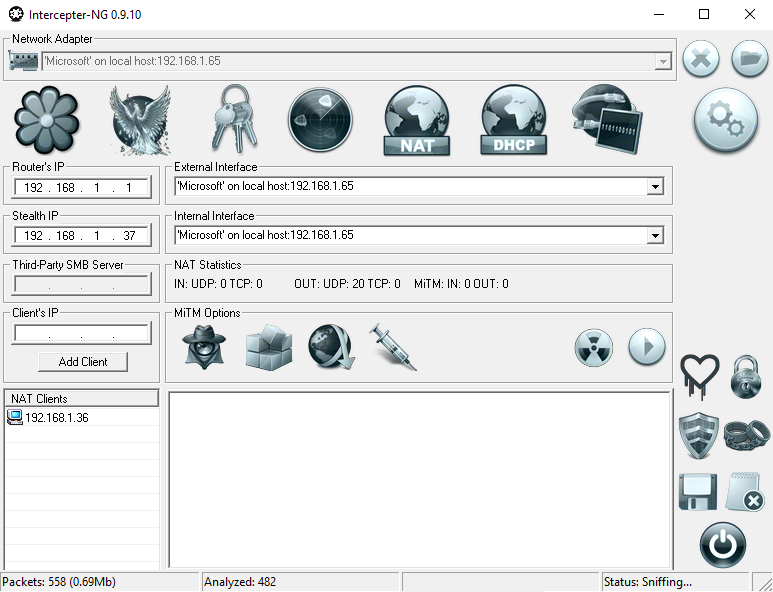 Intercepter-NG 0.9.10
Network Adapter
'Microsoft' on local host:192.168.1.65
NAT
DHCP
Router's IP
192 . 168 . 1 . 1
External Interface
'Microsoft' on local host:192.168.1.65
Stealth IP
192 . 168 . 1 . 37
Internal Interface
'Microsoft' on local host:192.168.1.65
Third-Party SMB Server
. . .
NAT Statistics
IN: UDP: 0 TCP: 0 OUT: UDP: 20 TCP: 0 MiTM: IN: 0 OUT: 0
Client's IP
. . .
Add Client
MiTM Options
NAT Clients
192.168.1.36
Packets: 558 (0.69Mb)
Analyzed: 482
Status: Sniffing...